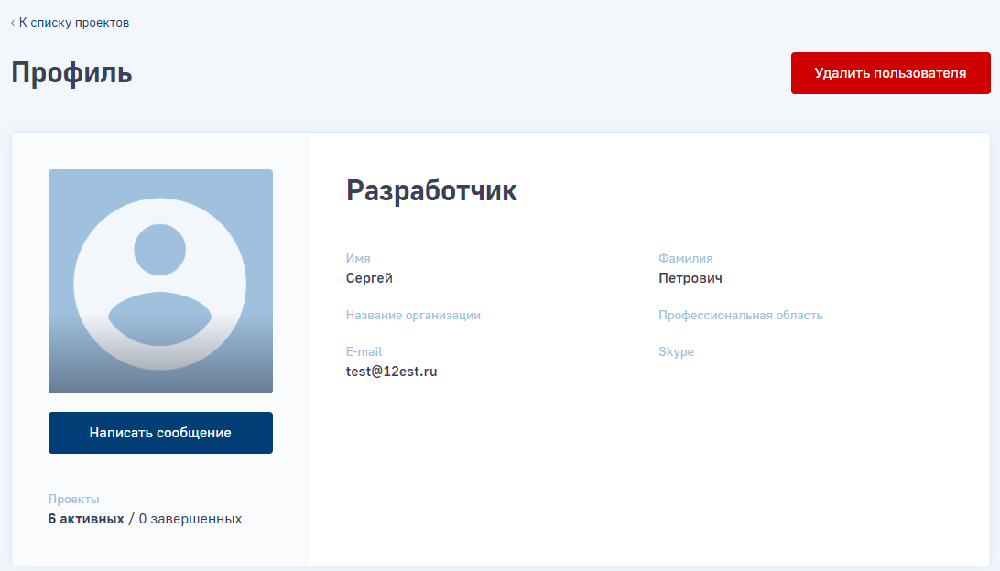 ‹ К списку проектов
Профиль
Удалить пользователя
Разработчик
Имя
Сергей
Фамилия
Петрович
Название организации
Профессиональная область
E-mail
test@12est.ru
Skype
Написать сообщение
Проекты
6 активных / 0 завершенных